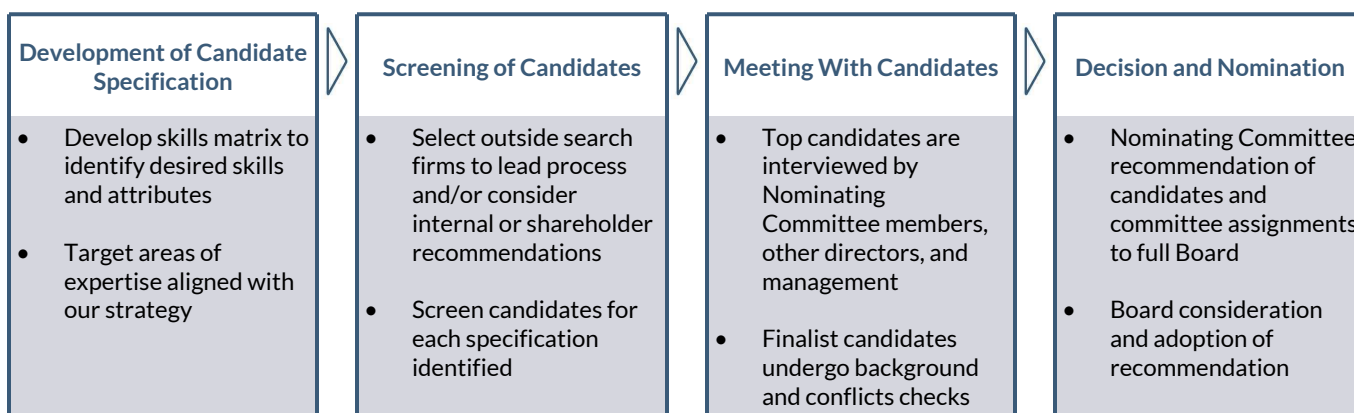 Development of Candidate
Specification
• Develop skills matrix to
identify desired skills
and attributes
• Target areas of
expertise aligned with
our strategy
Screening of Candidates
• Select outside search
firms to lead process
and/or consider
internal or shareholder
recommendations
• Screen candidates for
each specification
identified
Meeting With Candidates
• Top candidates are
interviewed by
Nominating
Committee members,
other directors, and
management
• Finalist candidates
undergo background
and conflicts checks
Decision and Nomination
• Nominating Committee
recommendation of
candidates and
committee assignments
to full Board
• Board consideration
and adoption of
recommendation